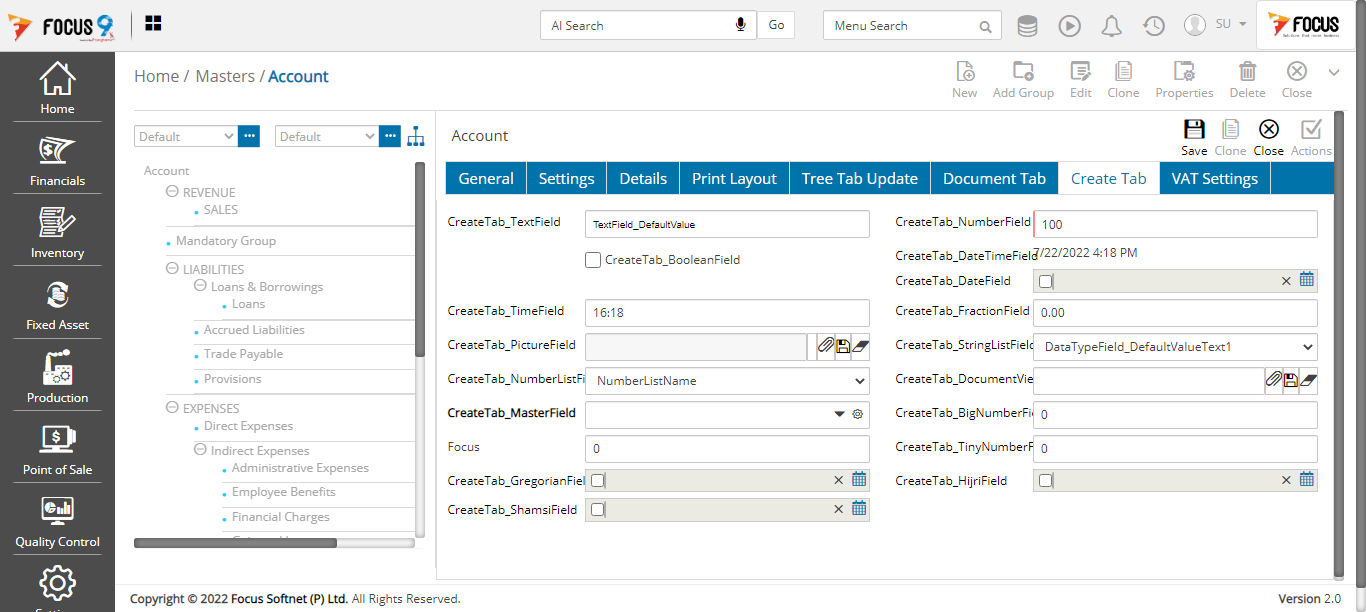 FOCUS 9
AI Search
Go
Menu Search
SU
FOCUS
Home
Financials
Inventory
Fixed Asset
Production
Point of Sale
Quality Control
Home / Masters / Account
New
Add Group
Edit
Clone
Properties
Delete
Close
Default
Default
Account
REVENUE
SALES
Mandatory Group
LIABILITIES
Loans & Borrowings
Loans
Accrued Liabilities
Trade Payable
Provisions
EXPENSES
Direct Expenses
Indirect Expenses
Administrative Expenses
Employee Benefits
Financial Charges
Account
Save
Clone
Close
Actions
General
Settings
Details
Print Layout
Tree Tab Update
Document Tab
Create Tab
VAT Settings
CreateTab_TextField
TextField_DefaultValue
CreateTab_NumberField
100
CreateTab_BooleanField
CreateTab_DateTimeField
7/22/2022 4:18 PM
CreateTab_DateField
CreateTab_TimeField
16:18
CreateTab_FractionField
0.00
CreateTab_PictureField
CreateTab_StringListField
DataTypeField_DefaultValueText1
CreateTab_NumberListFi
NumberListName
CreateTab_DocumentVie
CreateTab_MasterField
CreateTab_BigNumberFi
0
Focus
0
CreateTab_TinyNumberF
0
CreateTab_GregorianFiel
CreateTab_HijriField
CreateTab_ShamsiField
Copyright © 2022 Focus Softnet (P) Ltd. All Rights Reserved.
Version 2.0